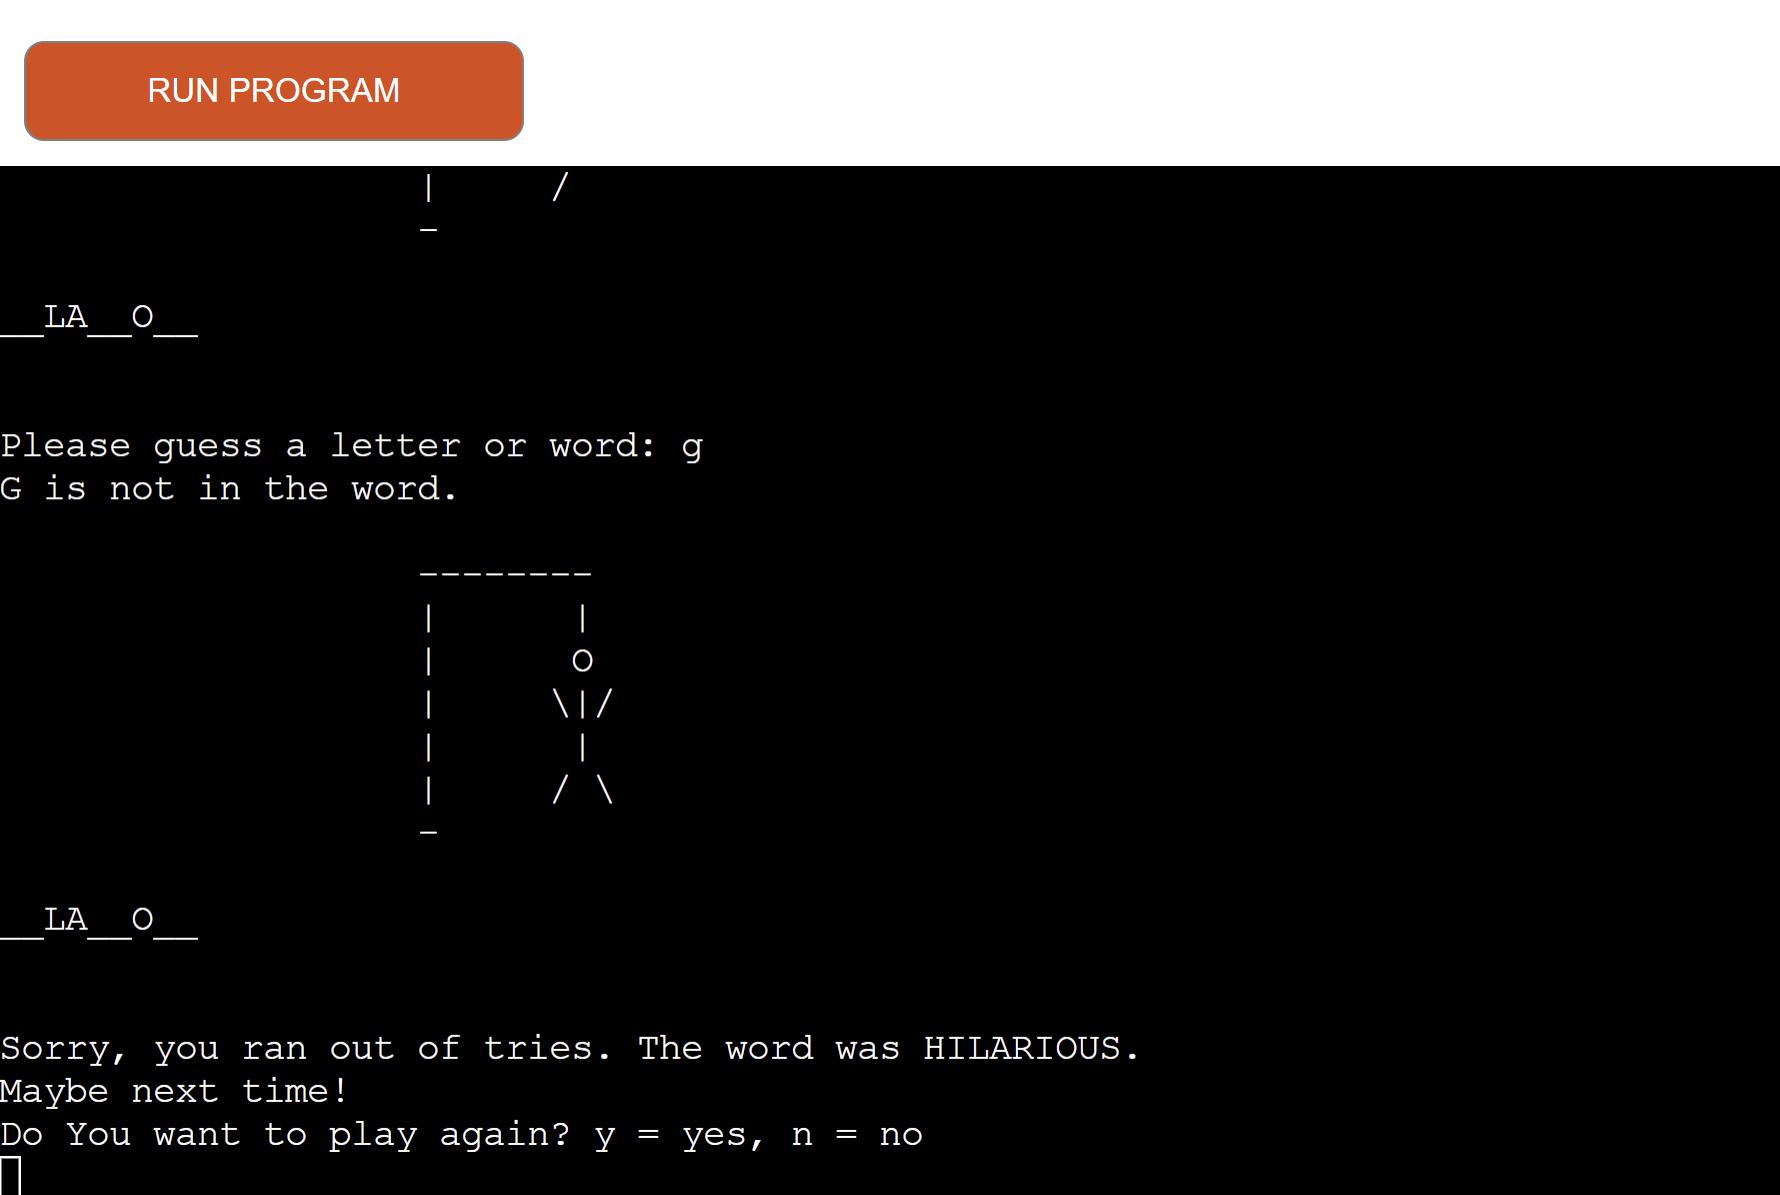 RUN PROGRAM
|     /
_
__LA__O__
Please guess a letter or word: g
G is not in the word.
--------
|      |
|      O
|     \|/
|      |
|     / \
_
__LA__O__
Sorry, you ran out of tries. The word was HILARIOUS.
Maybe next time!
Do You want to play again? y = yes, n = no